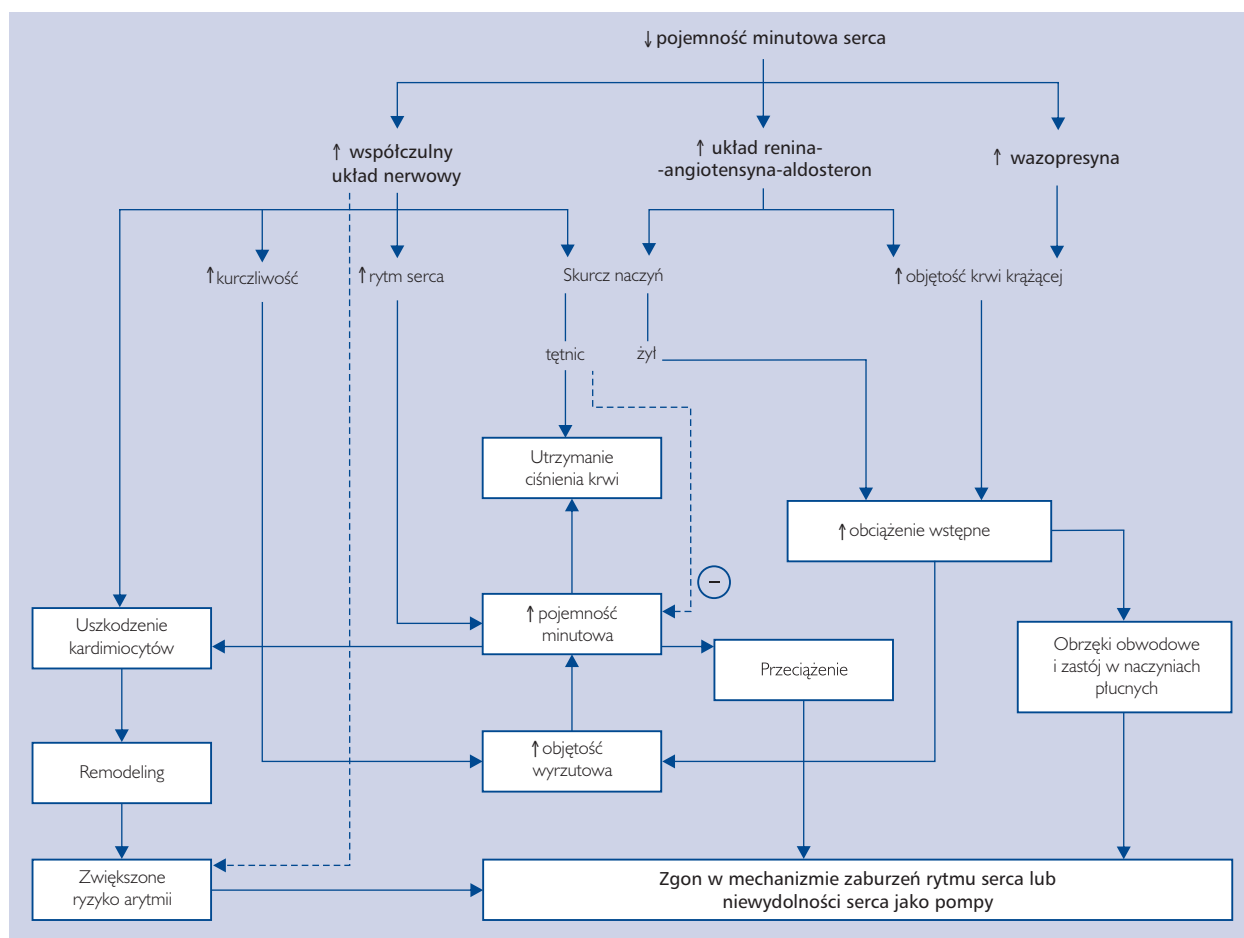 ↓ pojemność minutowa serca
↑ współczulny
układ nerwowy
↑ układ renina-
-angiotensyna-aldosteron
↑ wazopresyna
↑ kurczliwość
↑ rytm serca
Skurcz naczyń
↑ objętość krwi krążącej
tętnic
żył
Utrzymanie
ciśnienia krwi
↑ obciążenie wstępne
−
↑ pojemność
minutowa
Uszkodzenie
kardimiocytów
Przeciążenie
Obrzęki obwodowe
i zastój w naczyniach
płucnych
↑ objętość
wyrzutowa
Remodeling
Zwiększone
ryzyko arytmii
Zgon w mechanizmie zaburzeń rytmu serca lub
niewydolności serca jako pompy